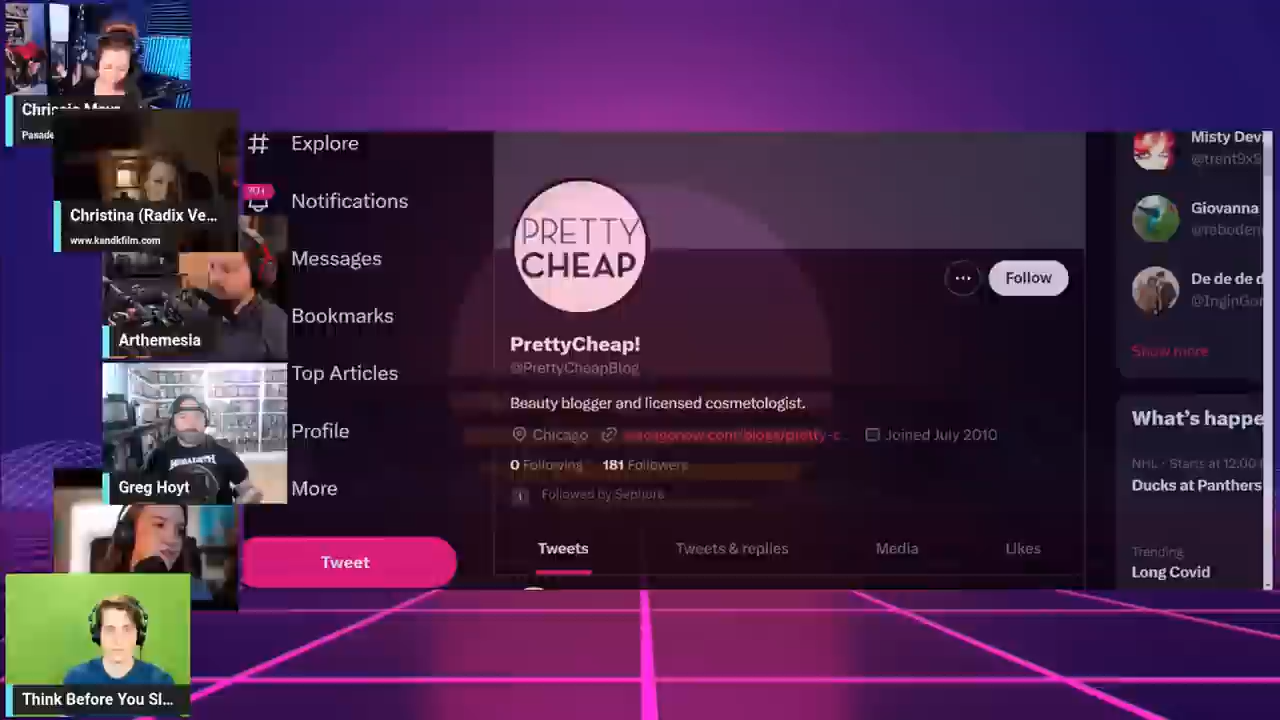 Chrissie Mayr
Christina (Radix Ve...
www.kandkfilm.com
Arthemesia
Greg Hoyt
Think Before You Sl...
Explore
Notifications
Messages
Bookmarks
Top Articles
Profile
More
Tweet
PRETTY
CHEAP
Follow
PrettyCheap!
@PrettyCheapBlog
Beauty blogger and licensed cosmetologist.
Chicago
Joined July 2010
0 Following 181 Followers
Followed by Sephora
Tweets
Tweets & replies
Media
Likes
Misty Devi
@trent9x9
Giovanna
De de de d
@InginGor
Show more
What's happe
NHL · Starts at 12:00
Ducks at Panthers
Trending
Long Covid